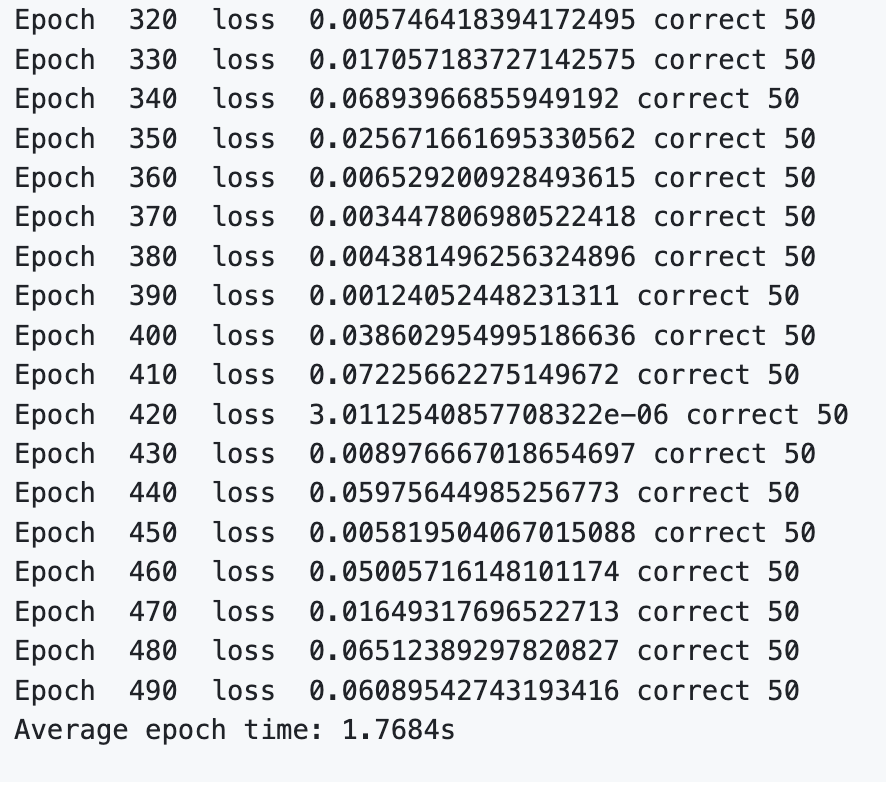 Epoch  320  loss  0.005746418394172495 correct 50
Epoch  330  loss  0.017057183727142575 correct 50
Epoch  340  loss  0.06893966855949192 correct 50
Epoch  350  loss  0.025671661695330562 correct 50
Epoch  360  loss  0.006529200928493615 correct 50
Epoch  370  loss  0.003447806980522418 correct 50
Epoch  380  loss  0.004381496256324896 correct 50
Epoch  390  loss  0.00124052448231311 correct 50
Epoch  400  loss  0.038602954995186636 correct 50
Epoch  410  loss  0.07225662275149672 correct 50
Epoch  420  loss  3.0112540857708322e-06 correct 50
Epoch  430  loss  0.008976667018654697 correct 50
Epoch  440  loss  0.05975644985256773 correct 50
Epoch  450  loss  0.005819504067015088 correct 50
Epoch  460  loss  0.05005716148101174 correct 50
Epoch  470  loss  0.01649317696522713 correct 50
Epoch  480  loss  0.06512389297820827 correct 50
Epoch  490  loss  0.06089542743193416 correct 50
Average epoch time: 1.7684s